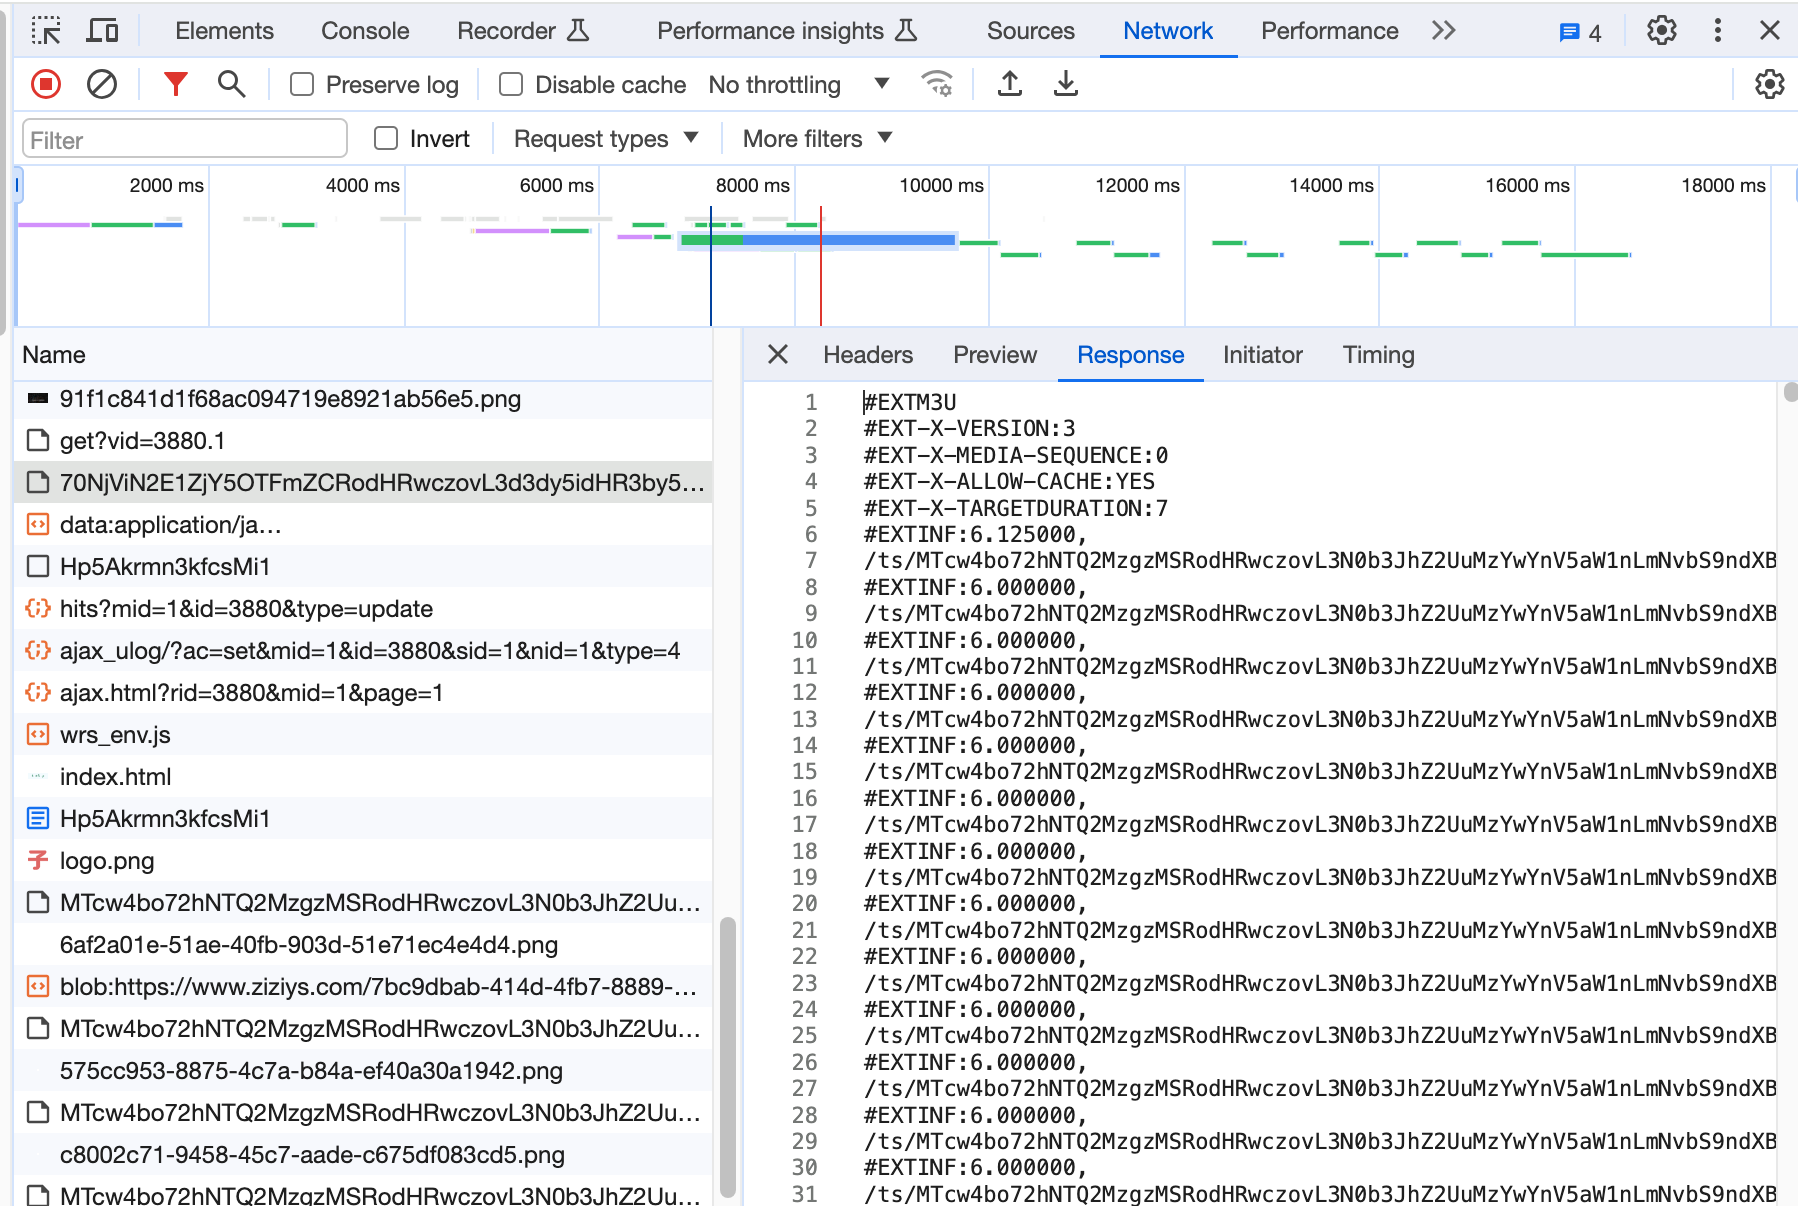 Elements Console Recorder Performance insights Sources Network Performance 4
Preserve log Disable cache No throttling
Filter Invert Request types More filters
2000 ms 4000 ms 6000 ms 8000 ms 10000 ms 12000 ms 14000 ms 16000 ms 18000 ms
Name
91f1c841d1f68ac094719e8921ab56e5.png
get?vid=3880.1
70NjViN2E1ZjY5OTFmZCRodHRwczovL3d3dy5idHR3by5...
data:application/ja...
Hp5Akrmn3kfcsMi1
hits?mid=1&id=3880&type=update
ajax_ulog/?ac=set&mid=1&id=3880&sid=1&nid=1&type=4
ajax.html?rid=3880&mid=1&page=1
wrs_env.js
index.html
Hp5Akrmn3kfcsMi1
子 logo.png
MTcw4bo72hNTQ2MzgzMSRodHRwczovL3N0b3JhZ2Uu...
6af2a01e-51ae-40fb-903d-51e71ec4e4d4.png
blob:https://www.ziziys.com/7bc9dbab-414d-4fb7-8889-...
MTcw4bo72hNTQ2MzgzMSRodHRwczovL3N0b3JhZ2Uu...
575cc953-8875-4c7a-b84a-ef40a30a1942.png
MTcw4bo72hNTQ2MzgzMSRodHRwczovL3N0b3JhZ2Uu...
c8002c71-9458-45c7-aade-c675df083cd5.png
MTcw4bo72hNTQ2MzgzMSRodHRwczovL3N0b3JhZ2Uu...
Headers Preview Response Initiator Timing
1 #EXTM3U
2 #EXT-X-VERSION:3
3 #EXT-X-MEDIA-SEQUENCE:0
4 #EXT-X-ALLOW-CACHE:YES
5 #EXT-X-TARGETDURATION:7
6 #EXTINF:6.125000,
7 /ts/MTcw4bo72hNTQ2MzgzMSRodHRwczovL3N0b3JhZ2UuMzYwYnV5aW1nLmNvbS9ndXB
8 #EXTINF:6.000000,
9 /ts/MTcw4bo72hNTQ2MzgzMSRodHRwczovL3N0b3JhZ2UuMzYwYnV5aW1nLmNvbS9ndXB
10 #EXTINF:6.000000,
11 /ts/MTcw4bo72hNTQ2MzgzMSRodHRwczovL3N0b3JhZ2UuMzYwYnV5aW1nLmNvbS9ndXB
12 #EXTINF:6.000000,
13 /ts/MTcw4bo72hNTQ2MzgzMSRodHRwczovL3N0b3JhZ2UuMzYwYnV5aW1nLmNvbS9ndXB
14 #EXTINF:6.000000,
15 /ts/MTcw4bo72hNTQ2MzgzMSRodHRwczovL3N0b3JhZ2UuMzYwYnV5aW1nLmNvbS9ndXB
16 #EXTINF:6.000000,
17 /ts/MTcw4bo72hNTQ2MzgzMSRodHRwczovL3N0b3JhZ2UuMzYwYnV5aW1nLmNvbS9ndXB
18 #EXTINF:6.000000,
19 /ts/MTcw4bo72hNTQ2MzgzMSRodHRwczovL3N0b3JhZ2UuMzYwYnV5aW1nLmNvbS9ndXB
20 #EXTINF:6.000000,
21 /ts/MTcw4bo72hNTQ2MzgzMSRodHRwczovL3N0b3JhZ2UuMzYwYnV5aW1nLmNvbS9ndXB
22 #EXTINF:6.000000,
23 /ts/MTcw4bo72hNTQ2MzgzMSRodHRwczovL3N0b3JhZ2UuMzYwYnV5aW1nLmNvbS9ndXB
24 #EXTINF:6.000000,
25 /ts/MTcw4bo72hNTQ2MzgzMSRodHRwczovL3N0b3JhZ2UuMzYwYnV5aW1nLmNvbS9ndXB
26 #EXTINF:6.000000,
27 /ts/MTcw4bo72hNTQ2MzgzMSRodHRwczovL3N0b3JhZ2UuMzYwYnV5aW1nLmNvbS9ndXB
28 #EXTINF:6.000000,
29 /ts/MTcw4bo72hNTQ2MzgzMSRodHRwczovL3N0b3JhZ2UuMzYwYnV5aW1nLmNvbS9ndXB
30 #EXTINF:6.000000,
31 /ts/MTcw4bo72hNTQ2MzgzMSRodHRwczovL3N0b3JhZ2UuMzYwYnV5aW1nLmNvbS9ndXB